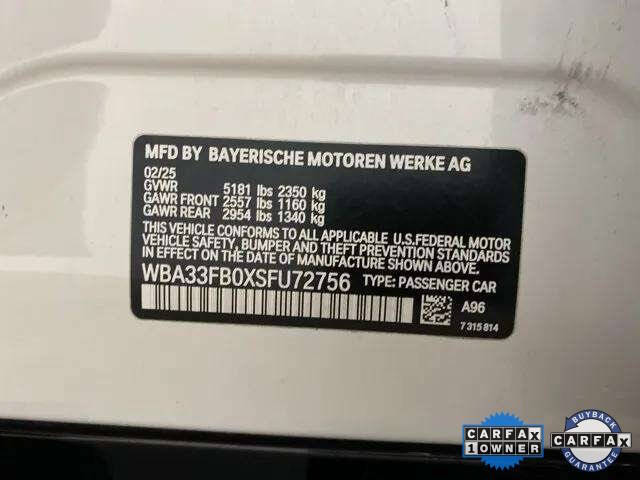 MFD BY BAYERISCHE MOTOREN WERKE AG
02/25
GVWR 5181 lbs 2350 kg
GAWR FRONT 2557 lbs 1160 kg
GAWR REAR 2954 lbs 1340 kg
THIS VEHICLE CONFORMS TO ALL APPLICABLE U.S.FEDERAL MOTOR
VEHICLE SAFETY, BUMPER AND THEFT PREVENTION STANDARDS
IN EFFECT ON THE DATE OF MANUFACTURE SHOWN ABOVE.
WBA33FB0XSFU72756 TYPE: PASSENGER CAR
A96
7 315 814
CARFAX
1 OWNER
BUYBACK
CARFAX
GUARANTEE